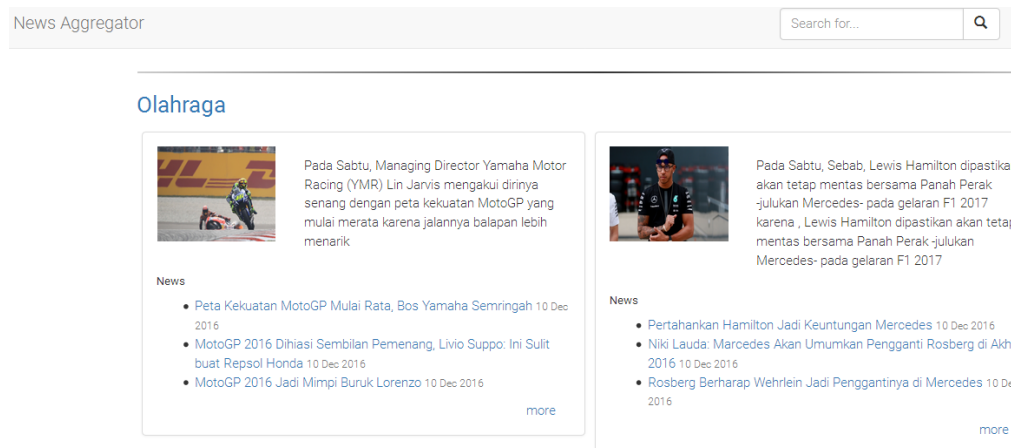 News Aggregator
Search for...
Olahraga
Pada Sabtu, Managing Director Yamaha Motor
Racing (YMR) Lin Jarvis mengakui dirinya
senang dengan peta kekuatan MotoGP yang
mulai merata karena jalannya balapan lebih
menarik
News
Peta Kekuatan MotoGP Mulai Rata, Bos Yamaha Semringah 10 Dec
2016
MotoGP 2016 Dihiasi Sembilan Pemenang, Livio Suppo: Ini Sulit
buat Repsol Honda 10 Dec 2016
MotoGP 2016 Jadi Mimpi Buruk Lorenzo 10 Dec 2016
more
Pada Sabtu, Sebab, Lewis Hamilton dipastika
akan tetap mentas bersama Panah Perak
-julukan Mercedes- pada gelaran F1 2017
karena , Lewis Hamilton dipastikan akan tetap
mentas bersama Panah Perak -julukan
Mercedes- pada gelaran F1 2017
News
Pertahankan Hamilton Jadi Keuntungan Mercedes 10 Dec 2016
Niki Lauda: Marcedes Akan Umumkan Pengganti Rosberg di Akh
2016 10 Dec 2016
Rosberg Berharap Wehrlein Jadi Penggantinya di Mercedes 10 De
2016
more